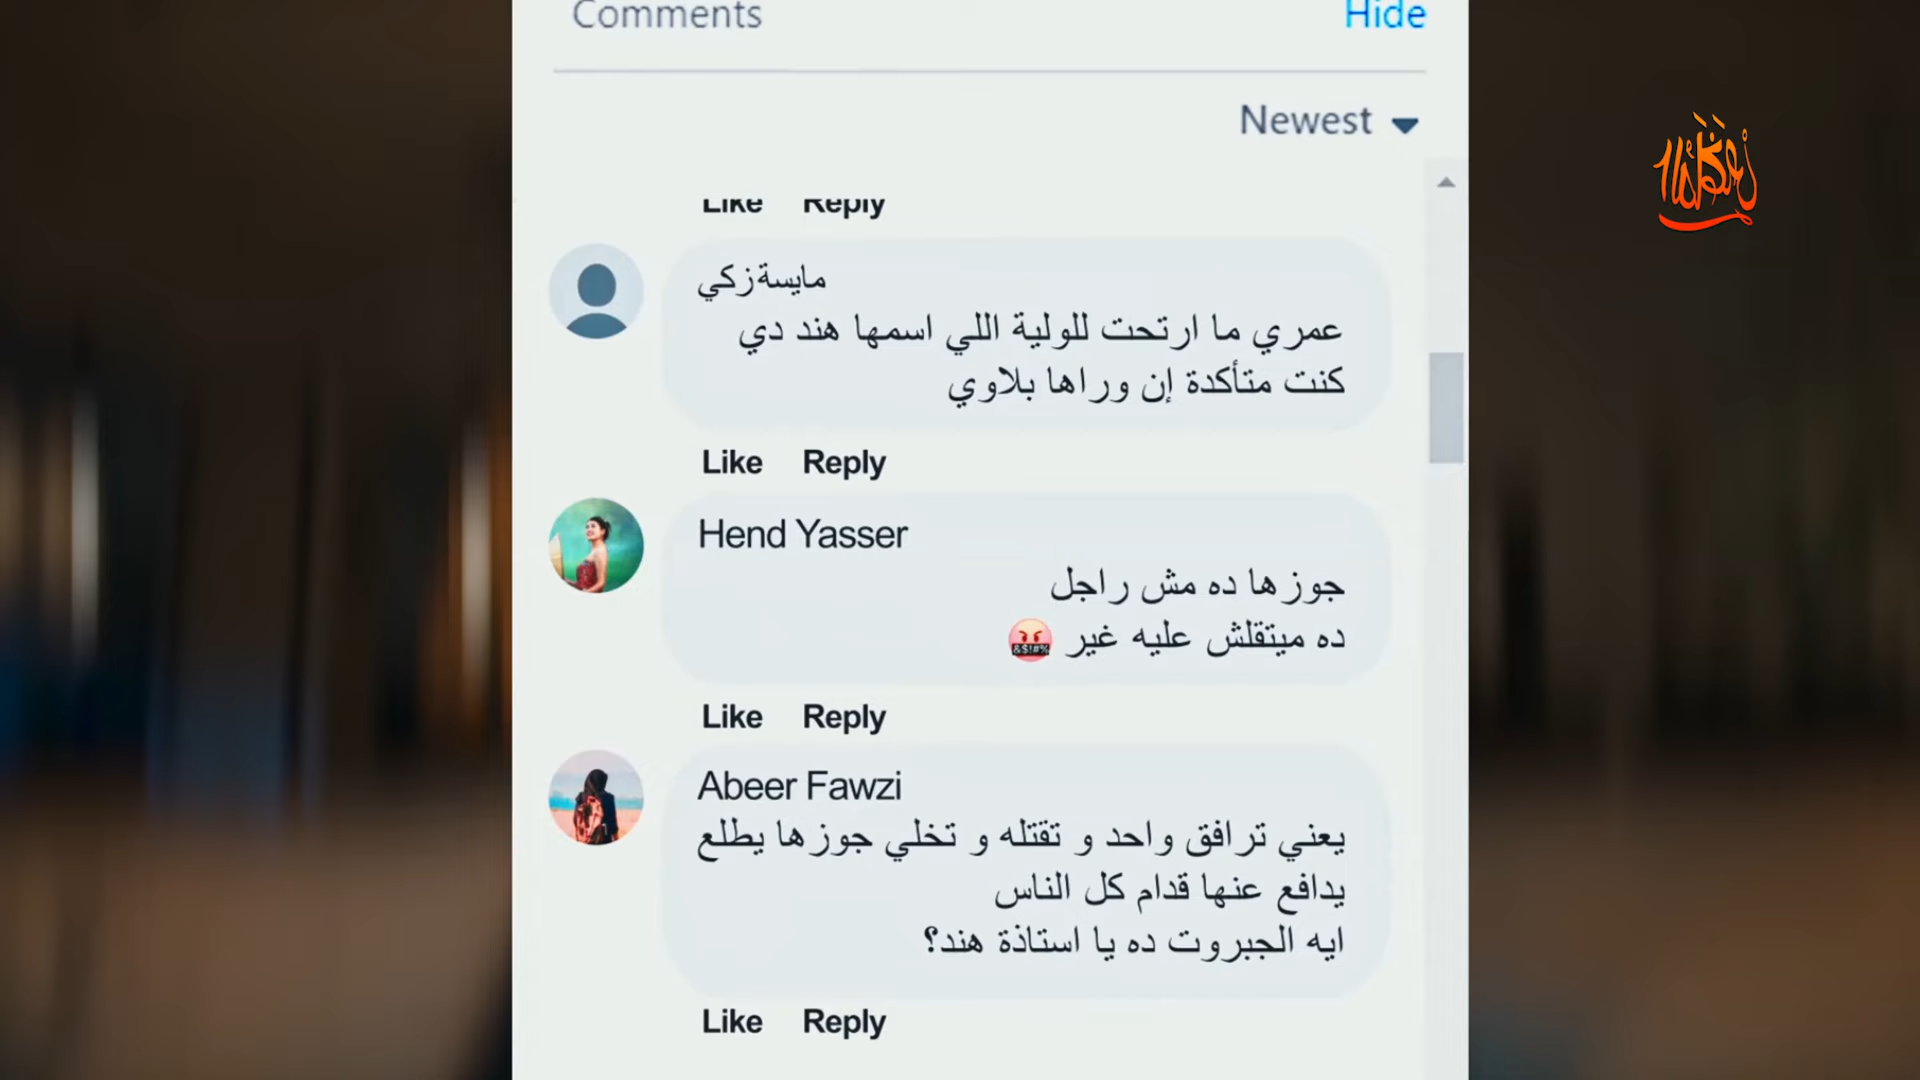 Comments
Hide
Newest
Like Reply
مايسةزكي
عمري ما ارتحت للولية اللي اسمها هند دي
كنت متأكدة إن وراها بلاوي
Like Reply
Hend Yasser
جوزها ده مش راجل
ده ميتقلش عليه غير 🤬
Like Reply
Abeer Fawzi
يعني ترافق واحد و تقتله و تخلي جوزها يطلع
يدافع عنها قدام كل الناس
ايه الجبروت ده يا استاذة هند؟
Like Reply